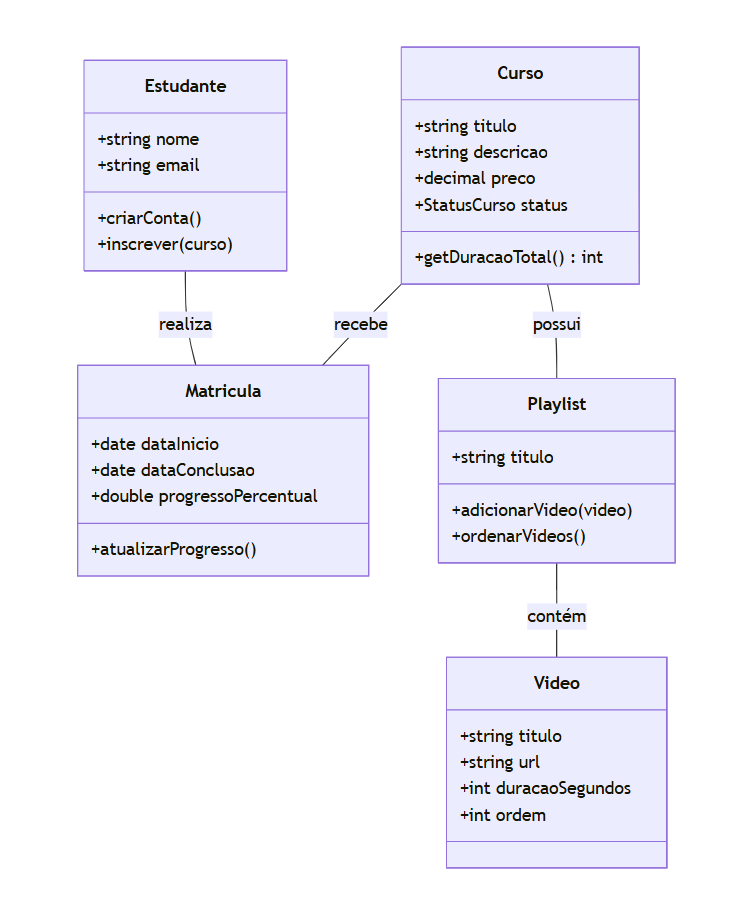 Estudante
+string nome
+string email
+criarConta()
+inscrever(curso)
Curso
+string titulo
+string descricao
+decimal preco
+StatusCurso status
+getDuracaoTotal() : int
realiza
recebe
possui
Matricula
+date dataInicio
+date dataConclusao
+double progressoPercentual
+atualizarProgresso()
Playlist
+string titulo
+adicionarVideo(video)
+ordenarVideos()
contém
Video
+string titulo
+string url
+int duracaoSegundos
+int ordem